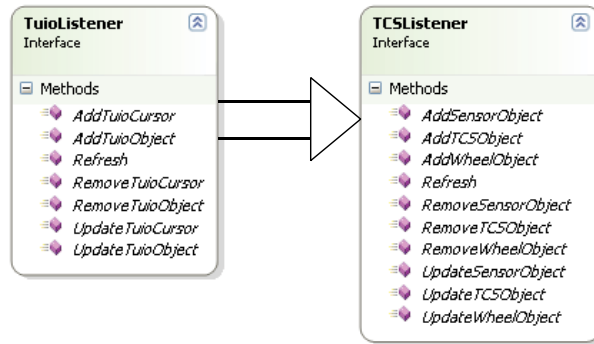 TuioListener
Interface
Methods
AddTuioCursor
AddTuioObject
Refresh
RemoveTuioCursor
RemoveTuioObject
UpdateTuioCursor
UpdateTuioObject
TCSListener
Interface
Methods
AddSensorObject
AddTCSObject
AddWheelObject
Refresh
RemoveSensorObject
RemoveTCSObject
RemoveWheelObject
UpdateSensorObject
UpdateTCSObject
UpdateWheelObject